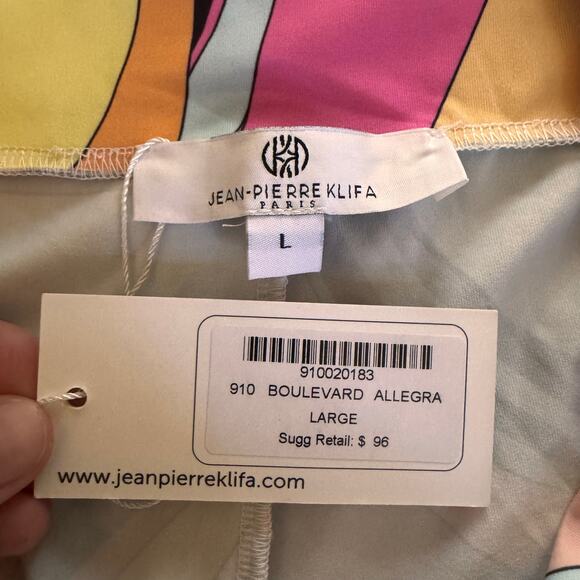 JEAN-PIERRE KLIFA
PARIS
L
910020183
910 BOULEVARD ALLEGRA
LARGE
Sugg Retail: $ 96
www.jeanpierreklifa.com